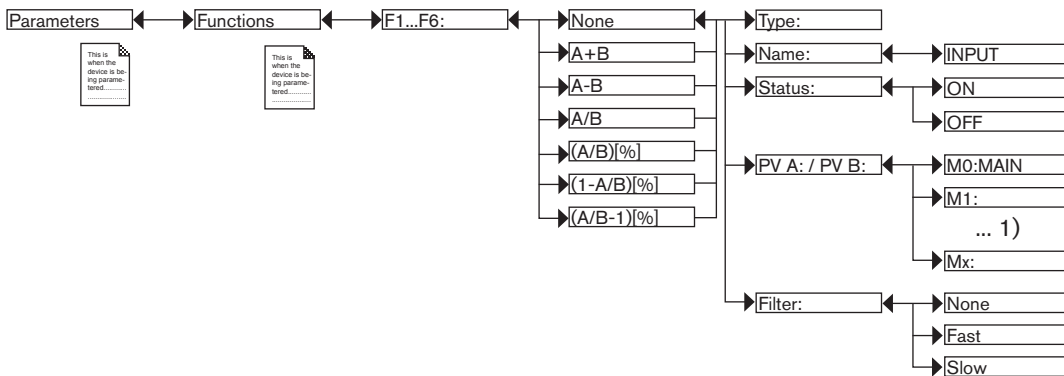 Parameters
Functions
F1...F6:
None
Type:
This is
when the
device is be-
ing parame-
tered............
......................
This is
when the
device is be-
ing parame-
tered............
......................
A+B
A-B
A/B
(A/B)[%]
(1-A/B)[%]
(A/B-1)[%]
Name:
INPUT
Status:
ON
OFF
PV A: / PV B:
M0:MAIN
M1:
... 1)
Mx:
Filter:
None
Fast
Slow